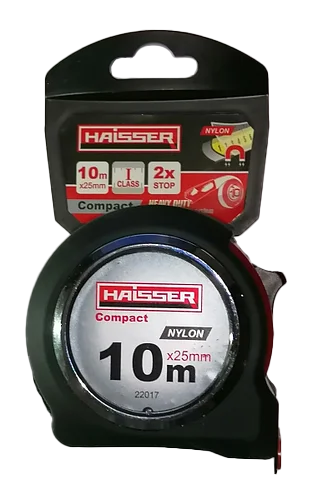 HAISSER
NYLON
10m
x25mm
I
CLASS
2x
STOP
Compact
HEAVY DUTY
HAISSER
Compact
NYLON
10m
x25mm
22017